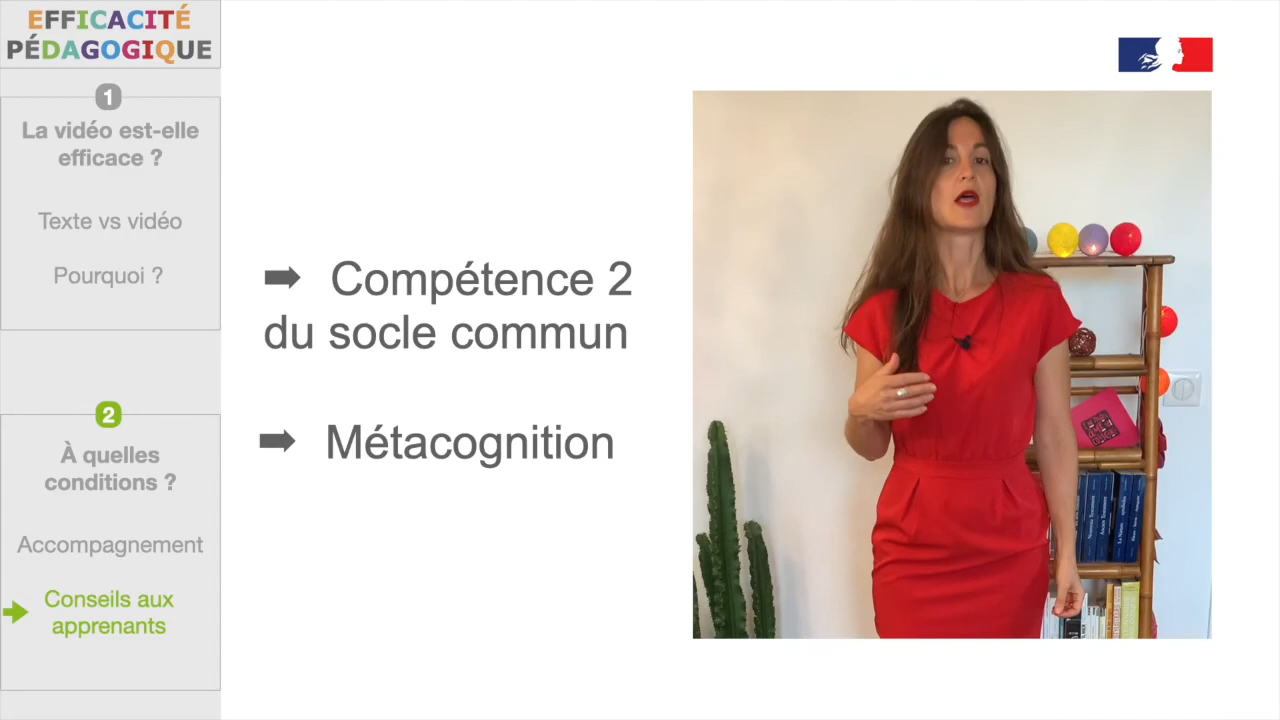 EFFICACITÉ
PÉDAGOGIQUE
1
La vidéo est-elle
efficace ?
Texte vs vidéo
Pourquoi ?
2
À quelles
conditions ?
Accompagnement
Conseils aux
apprenants
➡ Compétence 2
du socle commun
➡ Métacognition